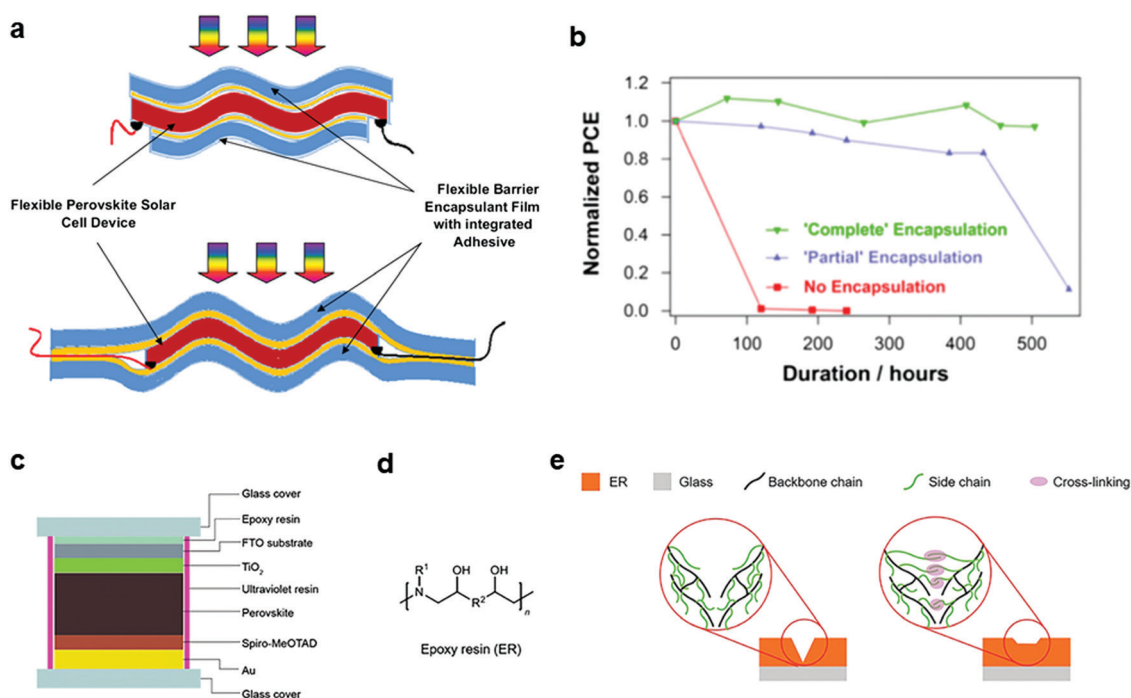 a
Flexible Perovskite Solar
Cell Device
Flexible Barrier
Encapsulant Film
with integrated
Adhesive
b
Normalized PCE
1.2
1.0
0.8
0.6
0.4
0.2
0.0
'Complete' Encapsulation
'Partial' Encapsulation
No Encapsulation
0 100 200 300 400 500
Duration / hours
c
Glass cover
Epoxy resin
FTO substrate
TiO2
Ultraviolet resin
Perovskite
Spiro-MeOTAD
Au
Glass cover
d
R1 OH OH
N R2 n
Epoxy resin (ER)
e
ER Glass Backbone chain Side chain Cross-linking